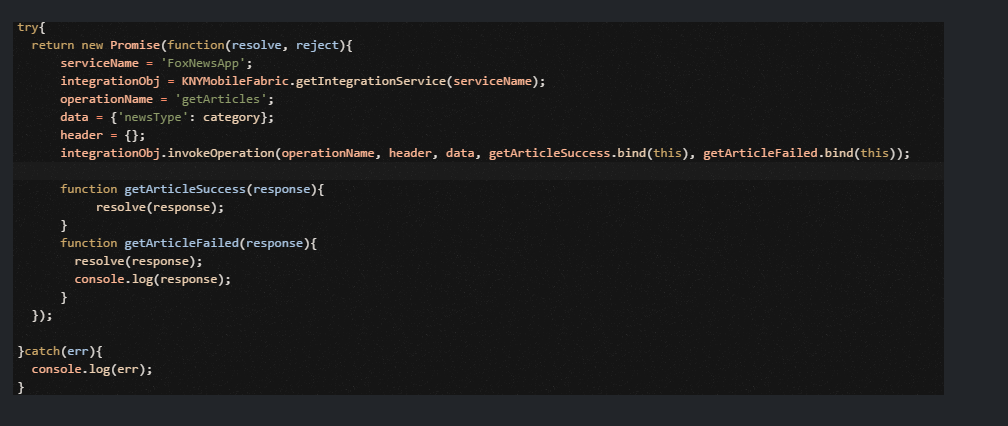 try{
return new Promise(function(resolve, reject){
serviceName = 'FoxNewsApp';
integrationObj = KNYMobileFabric.getIntegrationService(serviceName);
operationName = 'getArticles';
data = {'newsType': category};
header = {};
integrationObj.invokeOperation(operationName, header, data, getArticleSuccess.bind(this), getArticleFailed.bind(this));
function getArticleSuccess(response){
resolve(response);
}
function getArticleFailed(response){
resolve(response);
console.log(response);
}
});
}catch(err){
console.log(err);
}